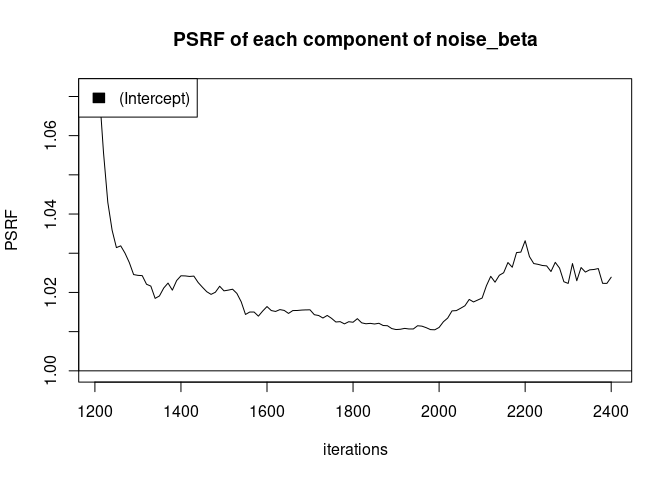 PSRF of each component of noise_beta
(Intercept)
PSRF
1.06
1.04
1.02
1.00
1200 1400 1600 1800 2000 2200 2400
iterations